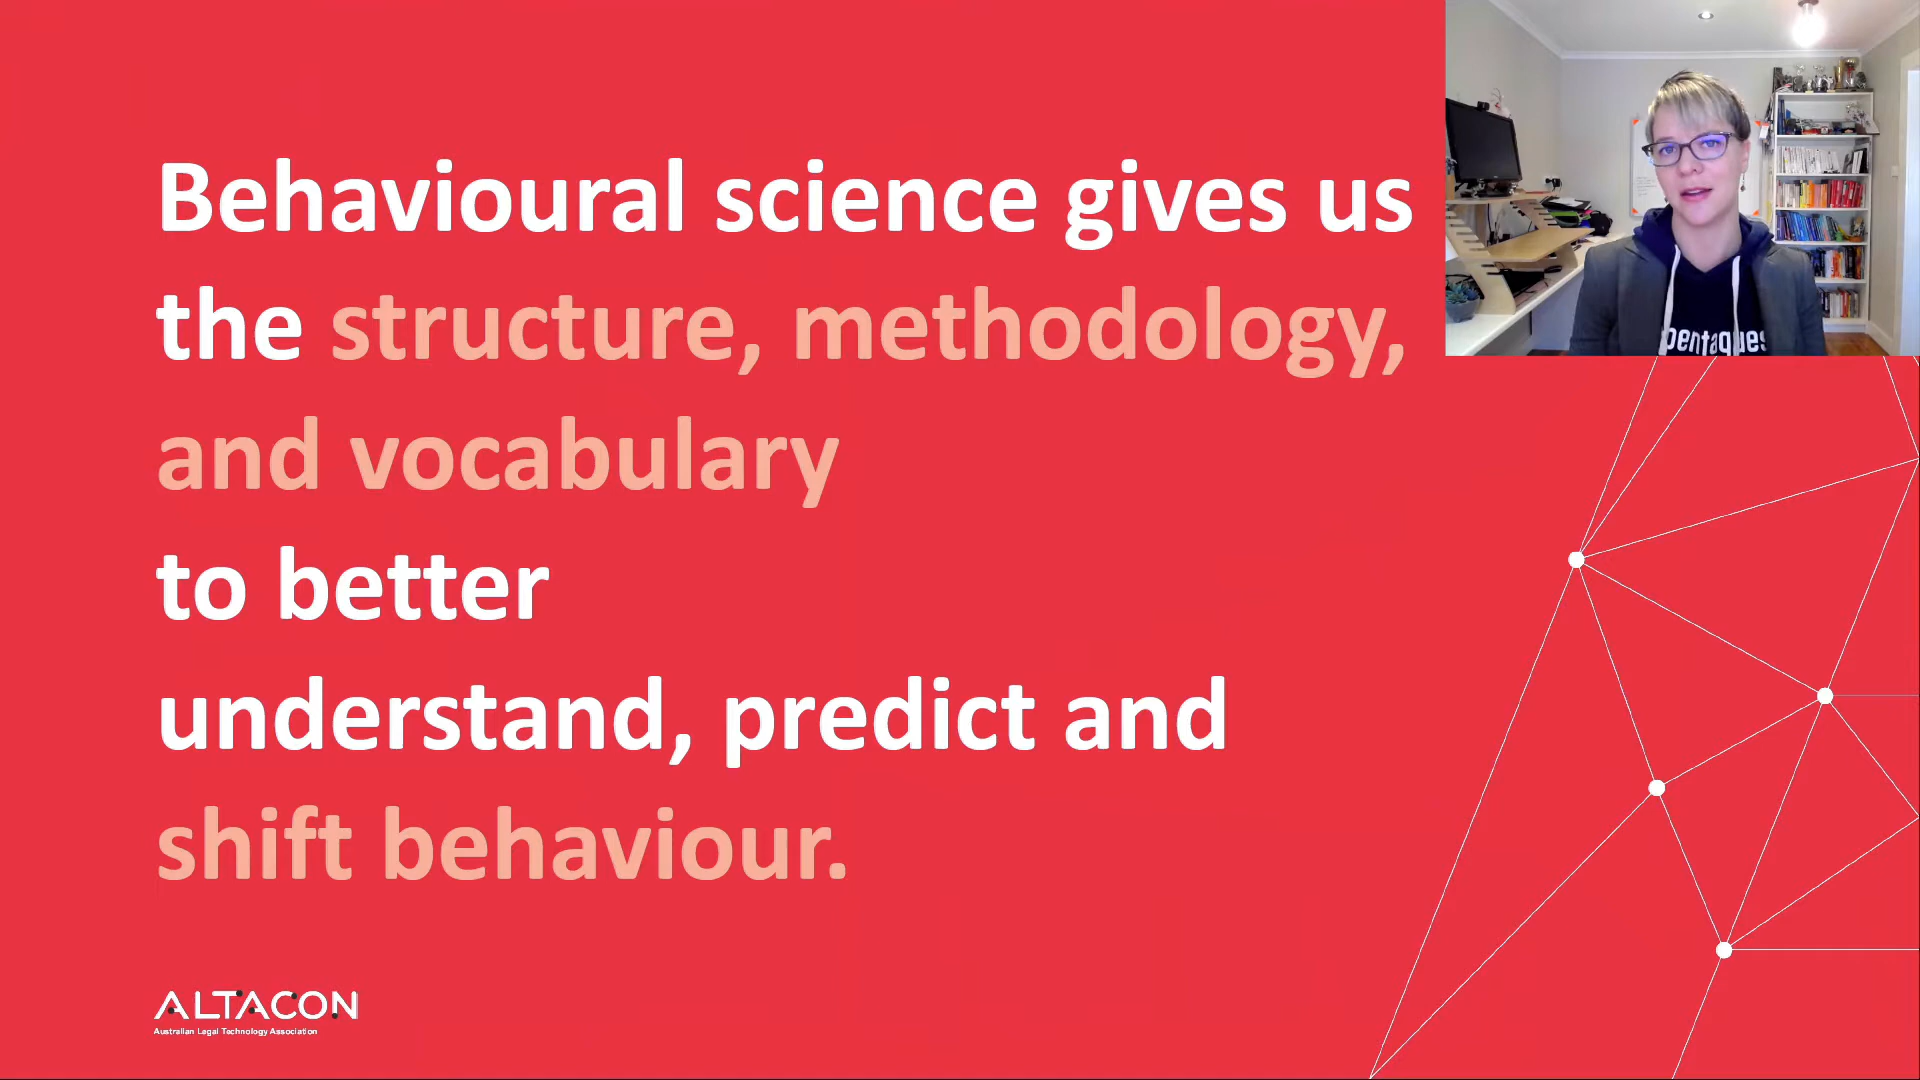 Behavioural science gives us
the structure, methodology,
and vocabulary
to better
understand, predict and
shift behaviour.
pentaques
ALTACON
Australian Legal Technology Association